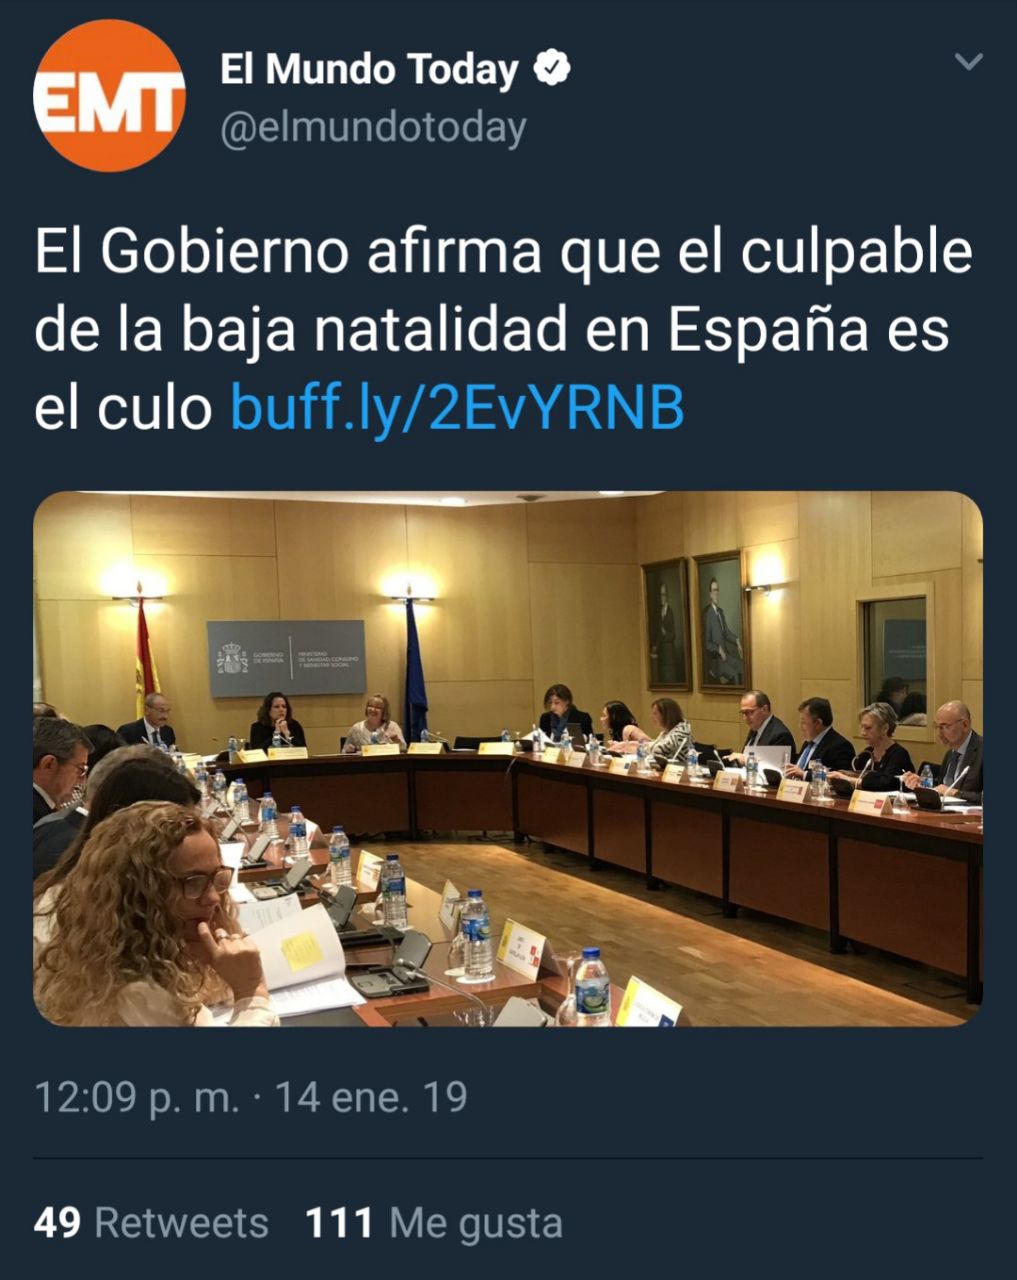 EMT
El Mundo Today
@elmundotoday
El Gobierno afirma que el culpable
de la baja natalidad en España es
el culo buff.ly/2EvYRNB
GOBIERNO
DE ESPAÑA
MINISTERIO
DE SANIDAD, CONSUMO
Y BIENESTAR SOCIAL
12:09 p. m. · 14 ene. 19
49 Retweets 111 Me gusta